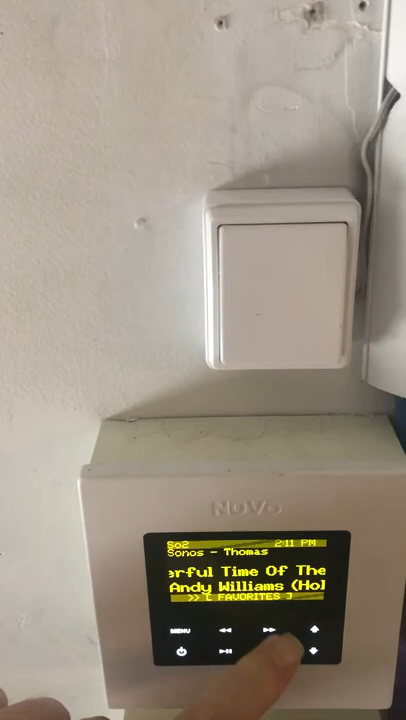 NuVo
So2 2:11 PM
Sonos - Thomas
erful Time Of The
Andy Williams (Hol
>> [ FAVORITES ]
MENU